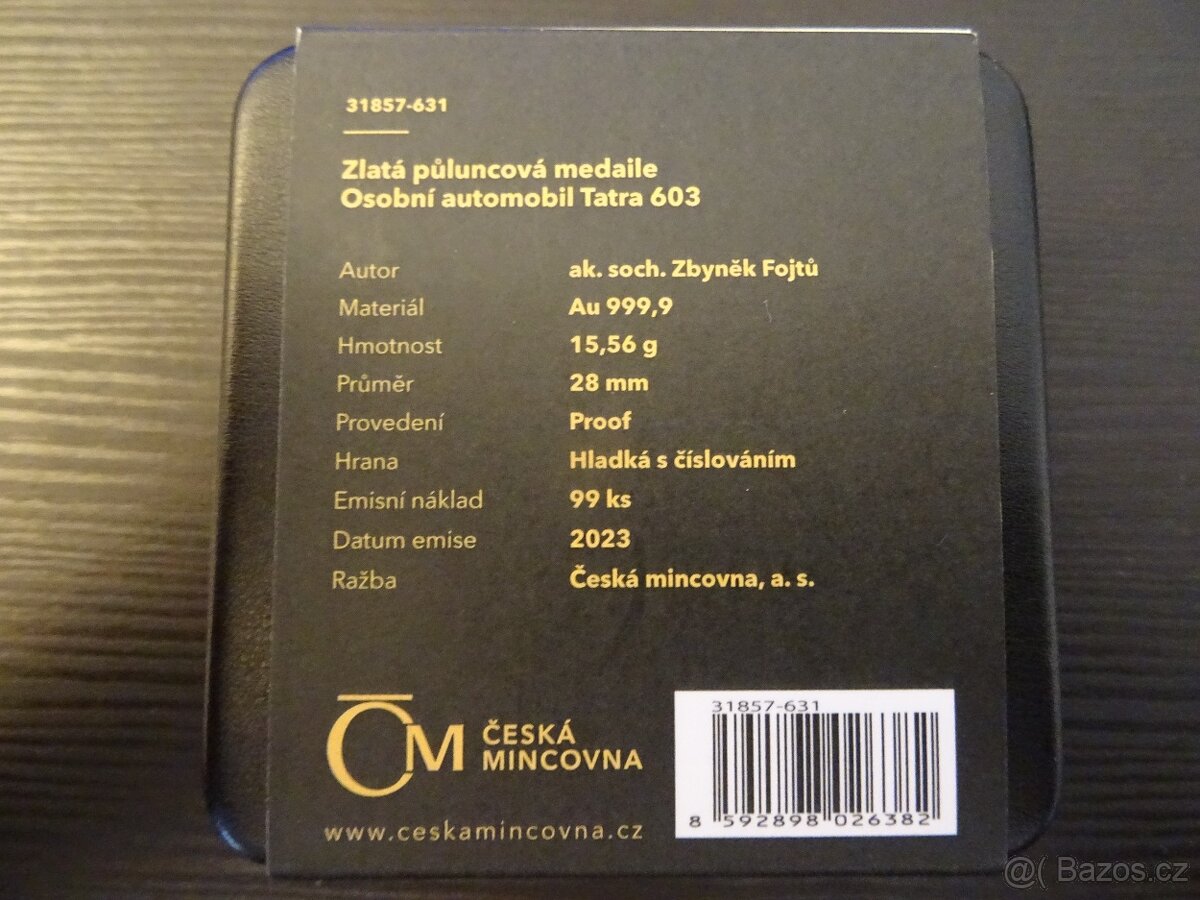 31857-631
Zlatá půluncová medaile
Osobní automobil Tatra 603
Autor ak. soch. Zbyněk Fojtů
Materiál Au 999,9
Hmotnost 15,56 g
Průměr 28 mm
Provedení Proof
Hrana Hladká s číslováním
Emisní náklad 99 ks
Datum emise 2023
Ražba Česká mincovna, a. s.
ČM ČESKÁ
MINCOVNA
www.ceskamincovna.cz
31857-631
8 592898 026382
@( Bazos.cz